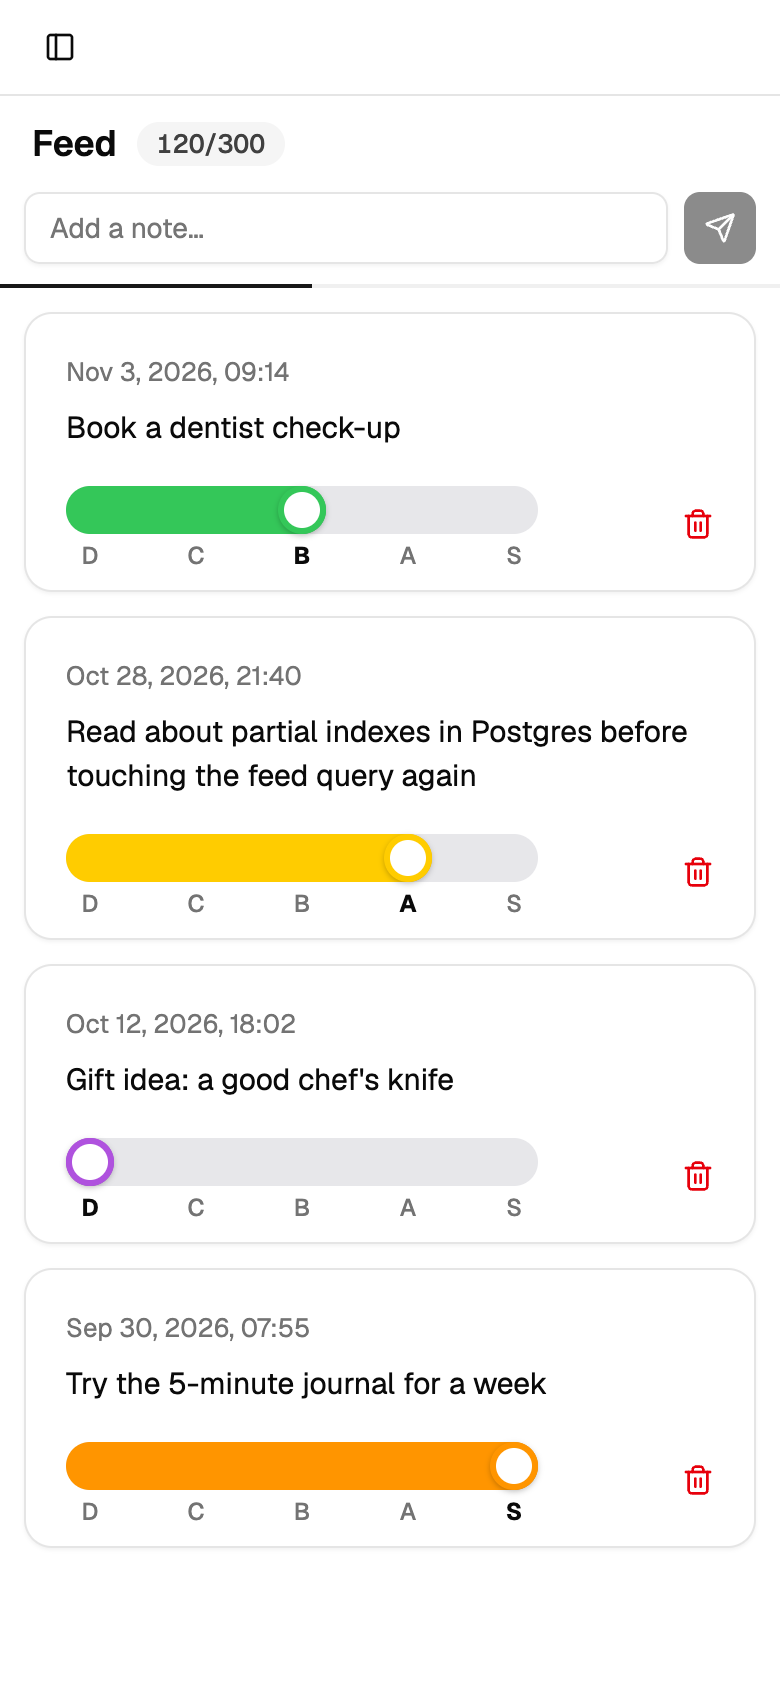 Feed 120/300
Add a note...
Nov 3, 2026, 09:14
Book a dentist check-up
D C B A S
Oct 28, 2026, 21:40
Read about partial indexes in Postgres before
touching the feed query again
D C B A S
Oct 12, 2026, 18:02
Gift idea: a good chef's knife
D C B A S
Sep 30, 2026, 07:55
Try the 5-minute journal for a week
D C B A S